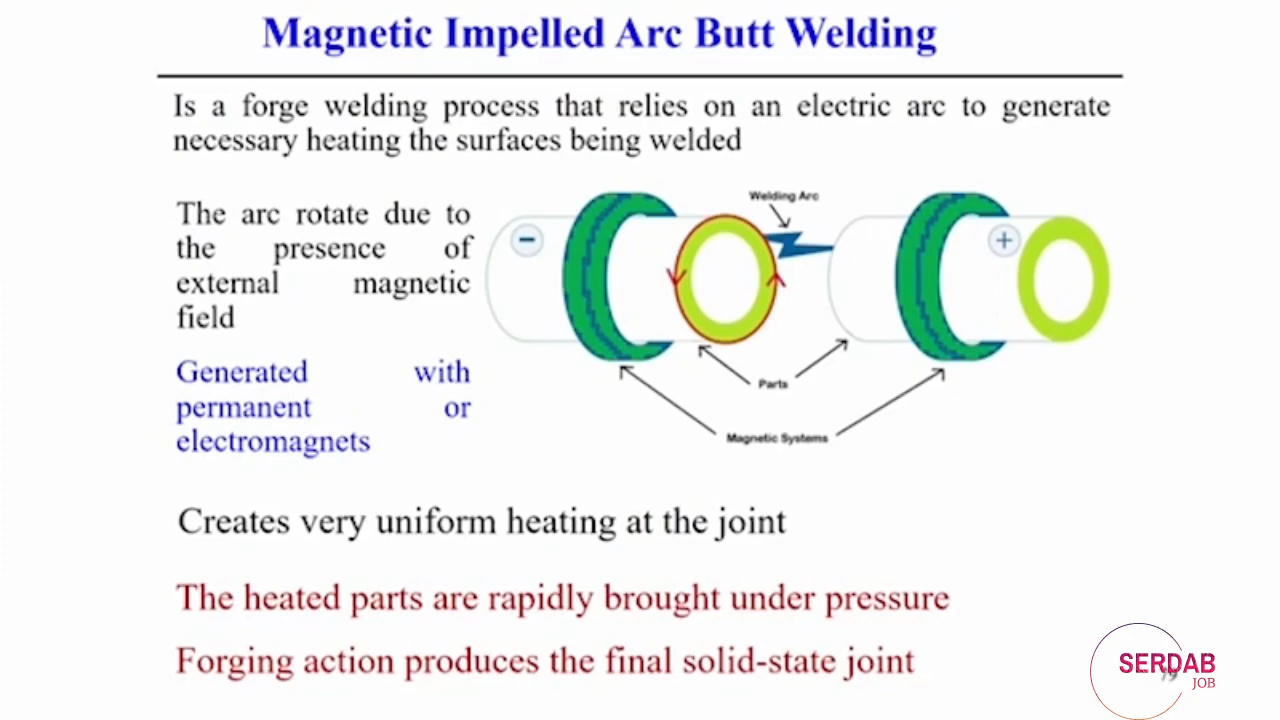 Magnetic Impelled Arc Butt Welding
Is a forge welding process that relies on an electric arc to generate
necessary heating the surfaces being welded
The arc rotate due to
the presence of
external magnetic
field
Generated with
permanent or
electromagnets
Welding Arc
−
+
Parts
Magnetic Systems
Creates very uniform heating at the joint
The heated parts are rapidly brought under pressure
Forging action produces the final solid-state joint
SERDAB
JOB